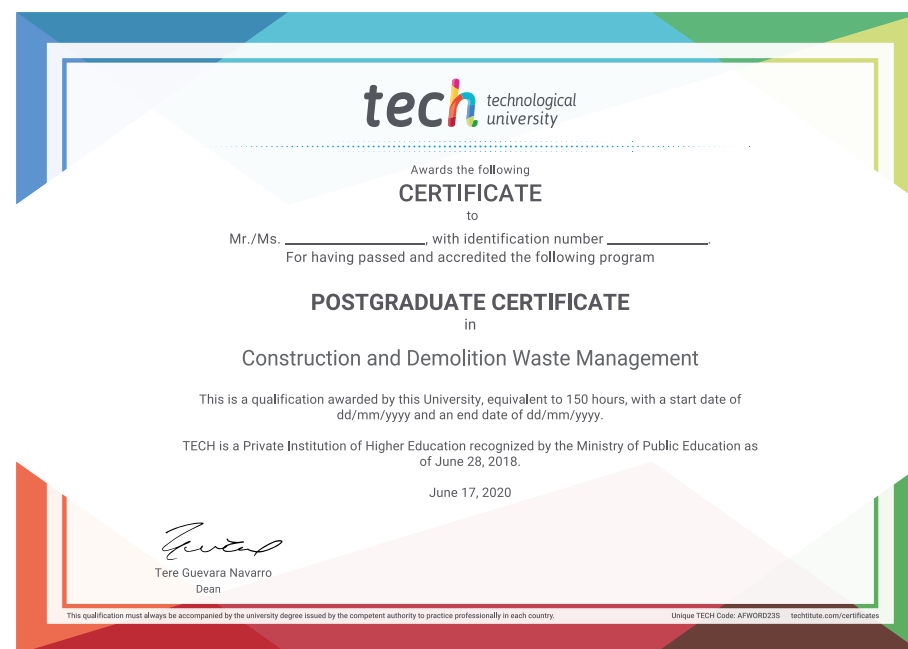 tech technological
university
Awards the following
CERTIFICATE
to
Mr./Ms. ____________________, with identification number ______________.
For having passed and accredited the following program
POSTGRADUATE CERTIFICATE
in
Construction and Demolition Waste Management
This is a qualification awarded by this University, equivalent to 150 hours, with a start date of
dd/mm/yyyy and an end date of dd/mm/yyyy.
TECH is a Private Institution of Higher Education recognized by the Ministry of Public Education as
of June 28, 2018.
June 17, 2020
Tere Guevara Navarro
Dean
This qualification must always be accompanied by the university degree issued by the competent authority to practice professionally in each country. Unique TECH Code: AFWORD23S techtitute.com/certificates